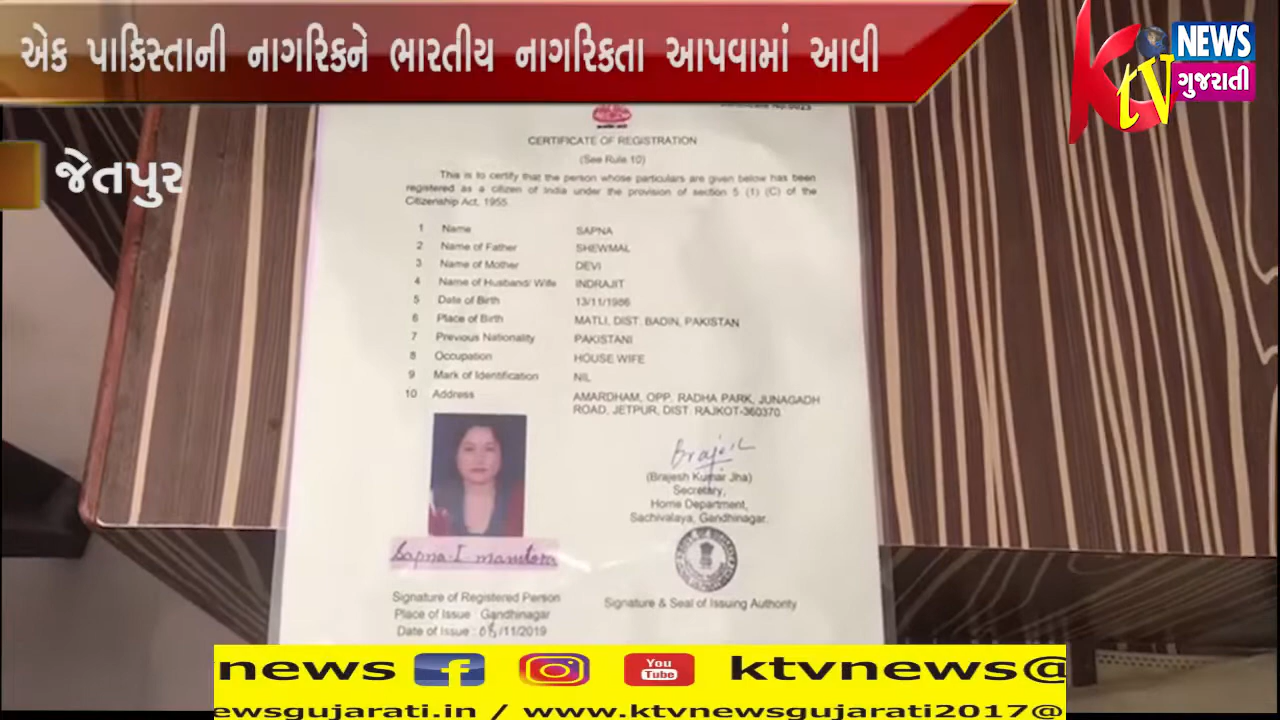 એક પાકિસ્તાની નાગરિકને ભારતીય નાગરિકતા આપવામાં આવી
Ktv NEWS
ગુજરાતી
જેતપુર
CERTIFICATE OF REGISTRATION
(See Rule 10)
This is to certify that the person whose particulars are given below has been
registered as a citizen of India under the provision of section 5 (1) (C) of the
Citizenship Act, 1955.
1 Name SAPNA
2 Name of Father SHEWMAL
3 Name of Mother DEVI
4 Name of Husband/ Wife INDRAJIT
5 Date of Birth 13/11/1986
6 Place of Birth MATLI, DIST. BADIN, PAKISTAN
7 Previous Nationality PAKISTANI
8 Occupation HOUSE WIFE
9 Mark of Identification NIL
10 Address AMARDHAM, OPP. RADHA PARK, JUNAGADH
ROAD, JETPUR, DIST. RAJKOT-360370.
(Brajesh Kumar Jha)
Secretary,
Home Department,
Sachivalaya, Gandhinagar.
Sapna I
Signature of Registered Person
Place of Issue : Gandhinagar
Date of Issue : /11/2019
Signature & Seal of Issuing Authority
news f You Tube ktvnews@
ewsgujarati.in / www.ktvnewsgujarati2017@